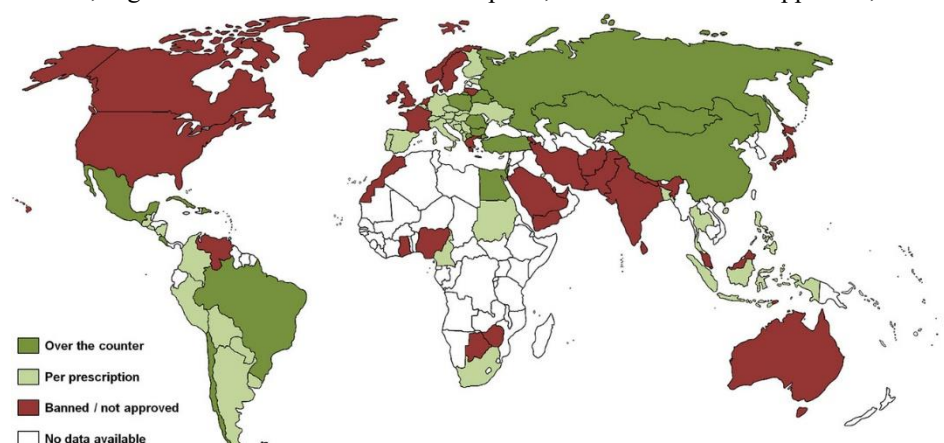 Over the counter
Per prescription
Banned / not approved
No data available